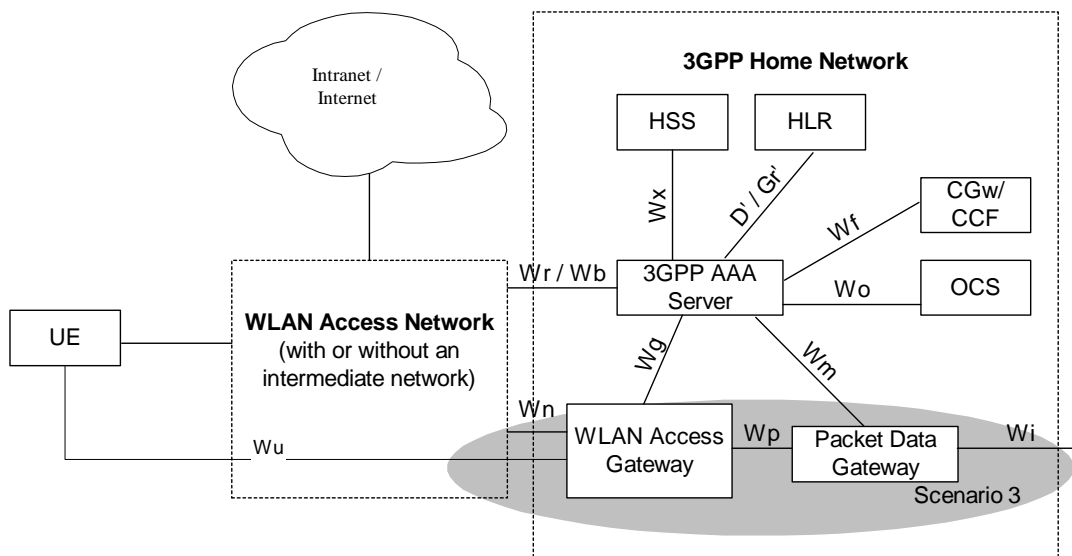 Intranet /
Internet
3GPP Home Network
HSS
HLR
Wx
D' / Gr'
Wf
CGw/
CCF
Wr / Wb
3GPP AAA
Server
Wo
OCS
UE
WLAN Access Network
(with or without an
intermediate network)
Wg
Wm
Wn
Wu
WLAN Access
Gateway
Wp
Packet Data
Gateway
Wi
Scenario 3